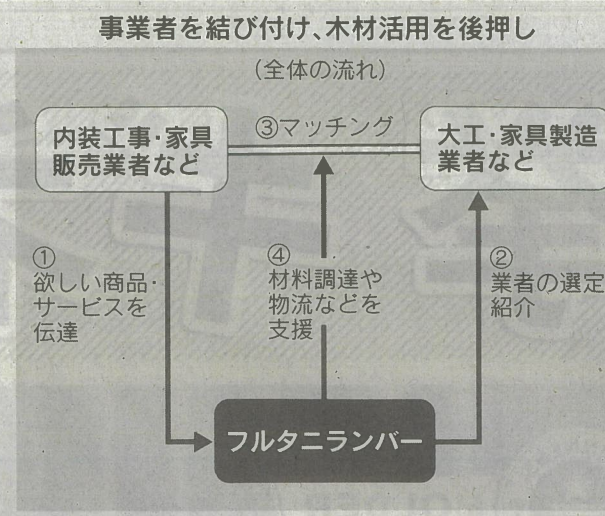 事業者を結び付け、木材活用を後押し
(全体の流れ)
内装工事・家具
販売業者など
③マッチング
大工・家具製造
業者など
①
欲しい商品・
サービスを
伝達
④
材料調達や
物流などを
支援
②
業者の選定
紹介
フルタニランバー